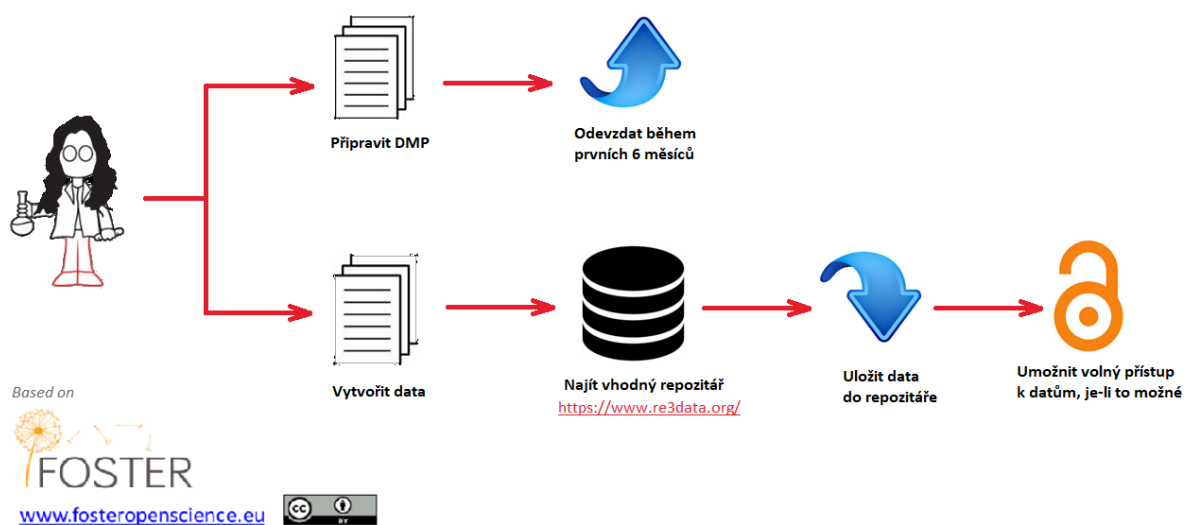 Připravit DMP
Odevzdat během
prvních 6 měsíců
Vytvořit data
Najít vhodný repozitář
https://www.re3data.org/
Uložit data
do repozitáře
Umožnit volný přístup
k datům, je-li to možné
Based on
FOSTER
www.fosteropenscience.eu
cc
BY